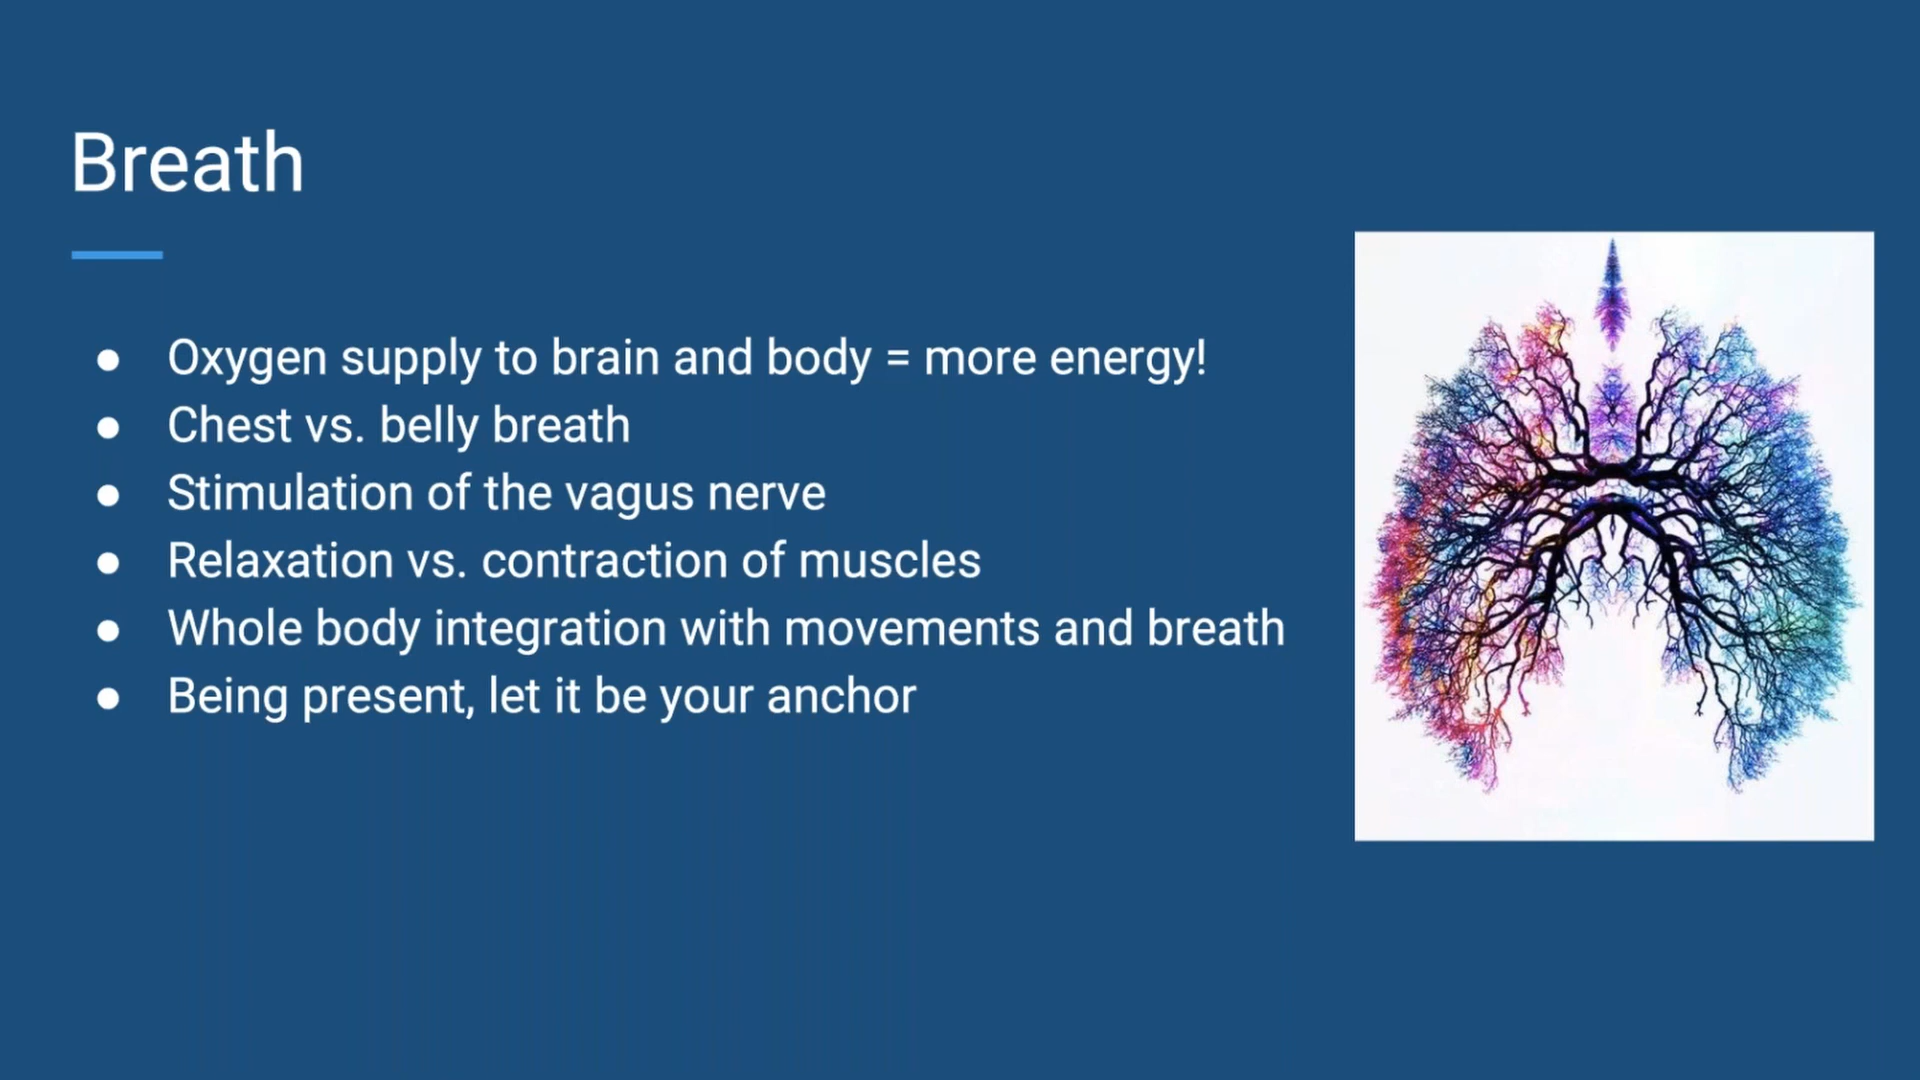 Breath
● Oxygen supply to brain and body = more energy!
● Chest vs. belly breath
● Stimulation of the vagus nerve
● Relaxation vs. contraction of muscles
● Whole body integration with movements and breath
● Being present, let it be your anchor